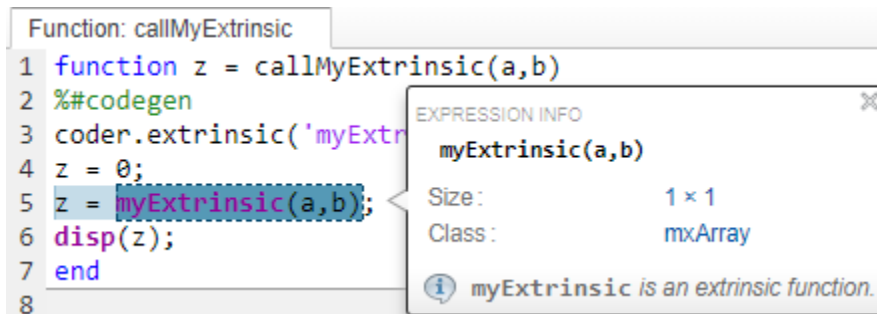 Function: callMyExtrinsic
1 function z = callMyExtrinsic(a,b)
2 %#codegen
3 coder.extrinsic('myExtr
4 z = 0;
5 z = myExtrinsic(a,b);
6 disp(z);
7 end
8
EXPRESSION INFO
myExtrinsic(a,b)
Size: 1 × 1
Class: mxArray
myExtrinsic is an extrinsic function.